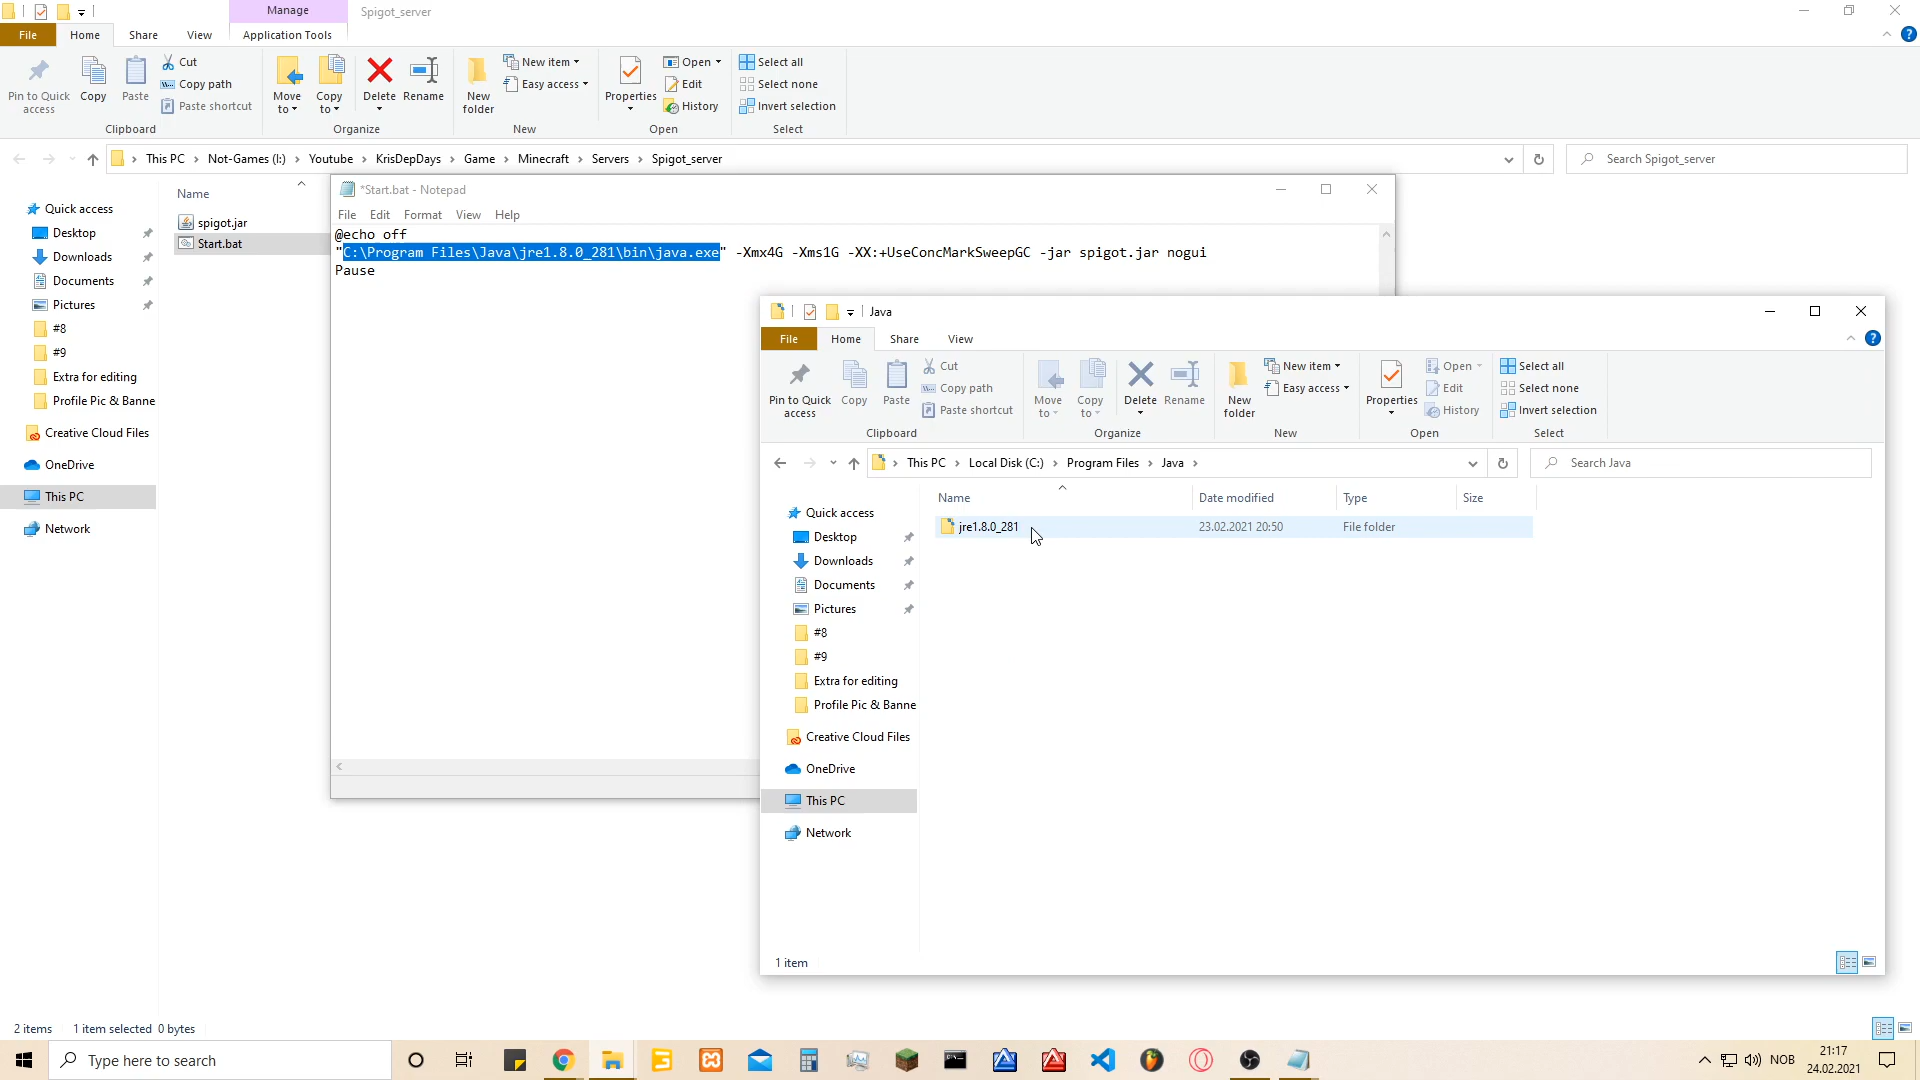 Manage
Spigot_server
File
Home
Share
View
Application Tools
Pin to Quick access
Copy
Paste
Cut
Copy path
Paste shortcut
Clipboard
Move to
Copy to
Delete
Rename
Organize
New folder
New item
Easy access
New
Properties
Open
Edit
History
Open
Select all
Select none
Invert selection
Select
This PC > Not-Games (I:) > Youtube > KrisDepDays > Game > Minecraft > Servers > Spigot_server
Search Spigot_server
Quick access
Desktop
Downloads
Documents
Pictures
#8
#9
Extra for editing
Profile Pic & Banne
Creative Cloud Files
OneDrive
This PC
Network
Name
spigot.jar
Start.bat
*Start.bat - Notepad
File Edit Format View Help
@echo off
"C:\Program Files\Java\jre1.8.0_281\bin\java.exe" -Xmx4G -Xms1G -XX:+UseConcMarkSweepGC -jar spigot.jar nogui
Pause
Java
File
Home
Share
View
Pin to Quick access
Copy
Paste
Cut
Copy path
Paste shortcut
Clipboard
Move to
Copy to
Delete
Rename
Organize
New folder
New item
Easy access
New
Properties
Open
Edit
History
Open
Select all
Select none
Invert selection
Select
This PC > Local Disk (C:) > Program Files > Java >
Search Java
Quick access
Desktop
Downloads
Documents
Pictures
#8
#9
Extra for editing
Profile Pic & Banne
Creative Cloud Files
OneDrive
This PC
Network
Name Date modified Type Size
jre1.8.0_281 23.02.2021 20:50 File folder
1 item
2 items 1 item selected 0 bytes
Type here to search
NOB
21:17
24.02.2021